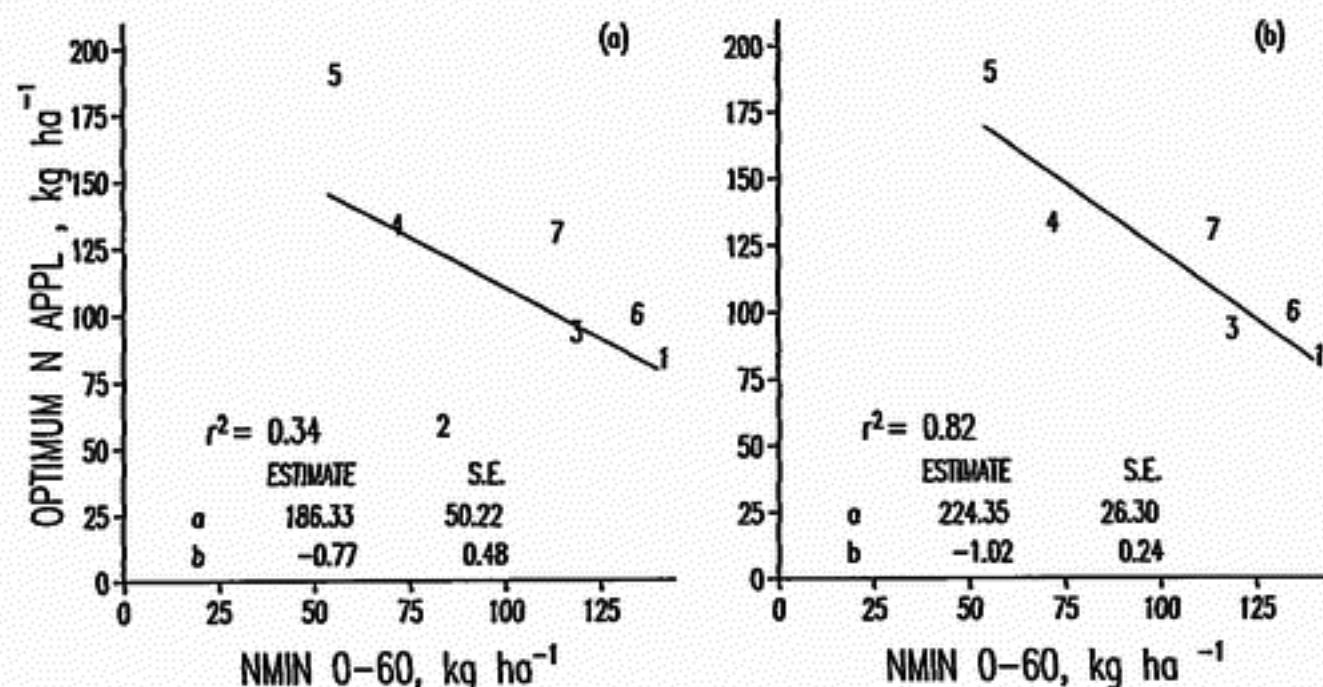 (a)
OPTIMUM N APPL, kg ha⁻¹
200
175
150
125
100
75
50
25
0
5
4
7
6
3
1
2
r² = 0.34
ESTIMATE S.E.
a 186.33 50.22
b -0.77 0.48
0 25 50 75 100 125
NMIN 0-60, kg ha⁻¹
(b)
200
175
150
125
100
75
50
25
0
5
4
7
6
3
1
r² = 0.82
ESTIMATE S.E.
a 224.35 26.30
b -1.02 0.24
0 25 50 75 100 125
NMIN 0-60, kg ha⁻¹